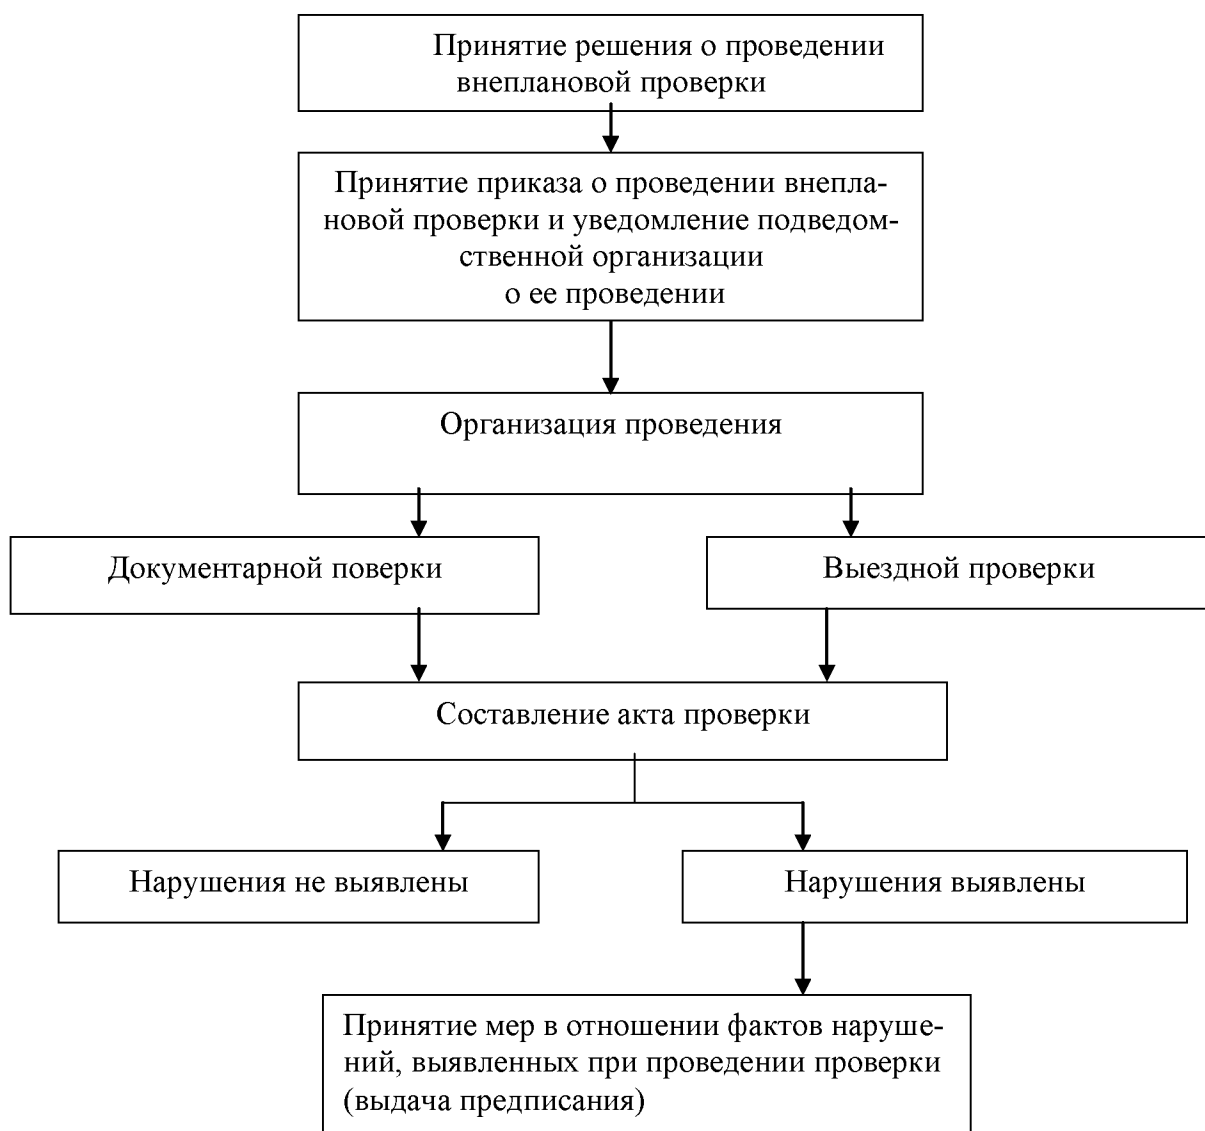 Принятие решения о проведении
внеплановой проверки
Принятие приказа о проведении внепла-
новой проверки и уведомление подведом-
ственной организации
о ее проведении
Организация проведения
Документарной поверки
Выездной проверки
Составление акта проверки
Нарушения не выявлены
Нарушения выявлены
Принятие мер в отношении фактов наруше-
ний, выявленных при проведении проверки
(выдача предписания)